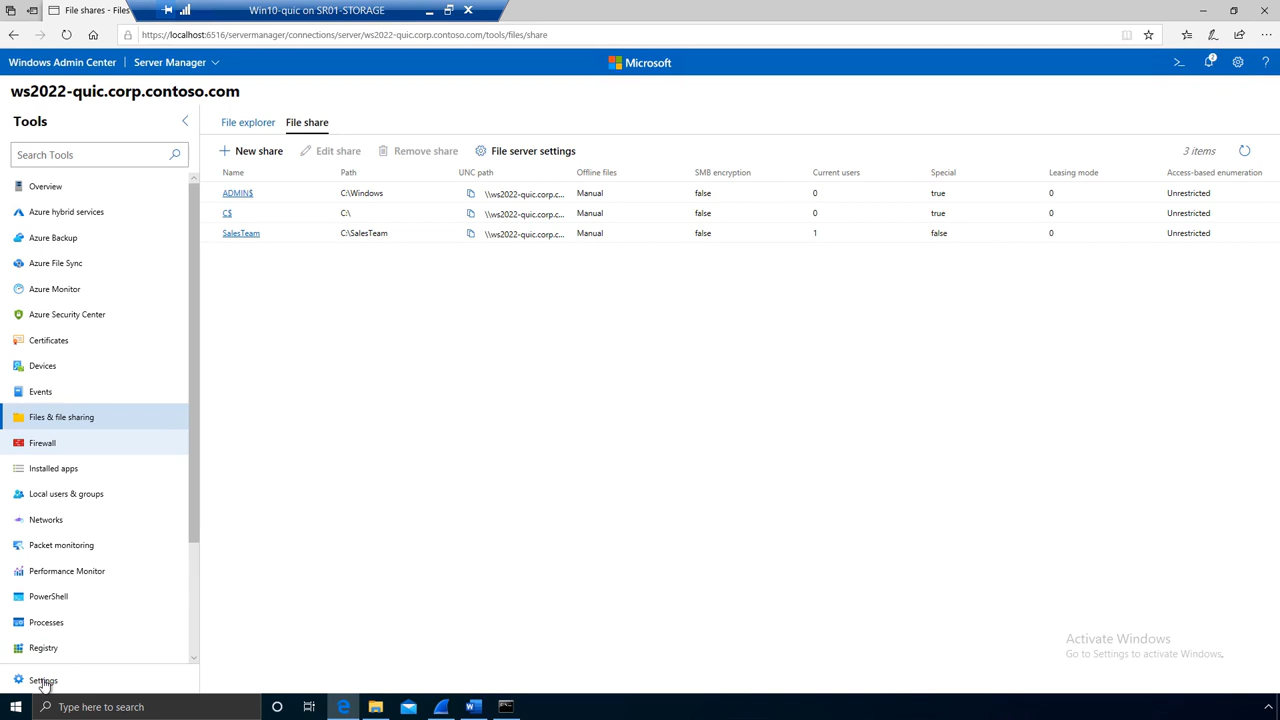 File shares - Files
Win10-quic on SR01-STORAGE
https://localhost:6516/servermanager/connections/server/ws2022-quic.corp.contoso.com/tools/files/share
Windows Admin Center
Server Manager
Microsoft
2
ws2022-quic.corp.contoso.com
Tools
File explorer
File share
Search Tools
New share
Edit share
Remove share
File server settings
3 items
Name Path UNC path Offline files SMB encryption Current users Special Leasing mode Access-based enumeration
ADMIN$ C:\Windows \\ws2022-quic.corp.c... Manual false 0 true 0 Unrestricted
C$ C:\ \\ws2022-quic.corp.c... Manual false 0 true 0 Unrestricted
SalesTeam C:\SalesTeam \\ws2022-quic.corp.c... Manual false 1 false 0 Unrestricted
Overview
Azure hybrid services
Azure Backup
Azure File Sync
Azure Monitor
Azure Security Center
Certificates
Devices
Events
Files & file sharing
Firewall
Installed apps
Local users & groups
Networks
Packet monitoring
Performance Monitor
PowerShell
Processes
Registry
Settings
Activate Windows
Go to Settings to activate Windows.
Type here to search